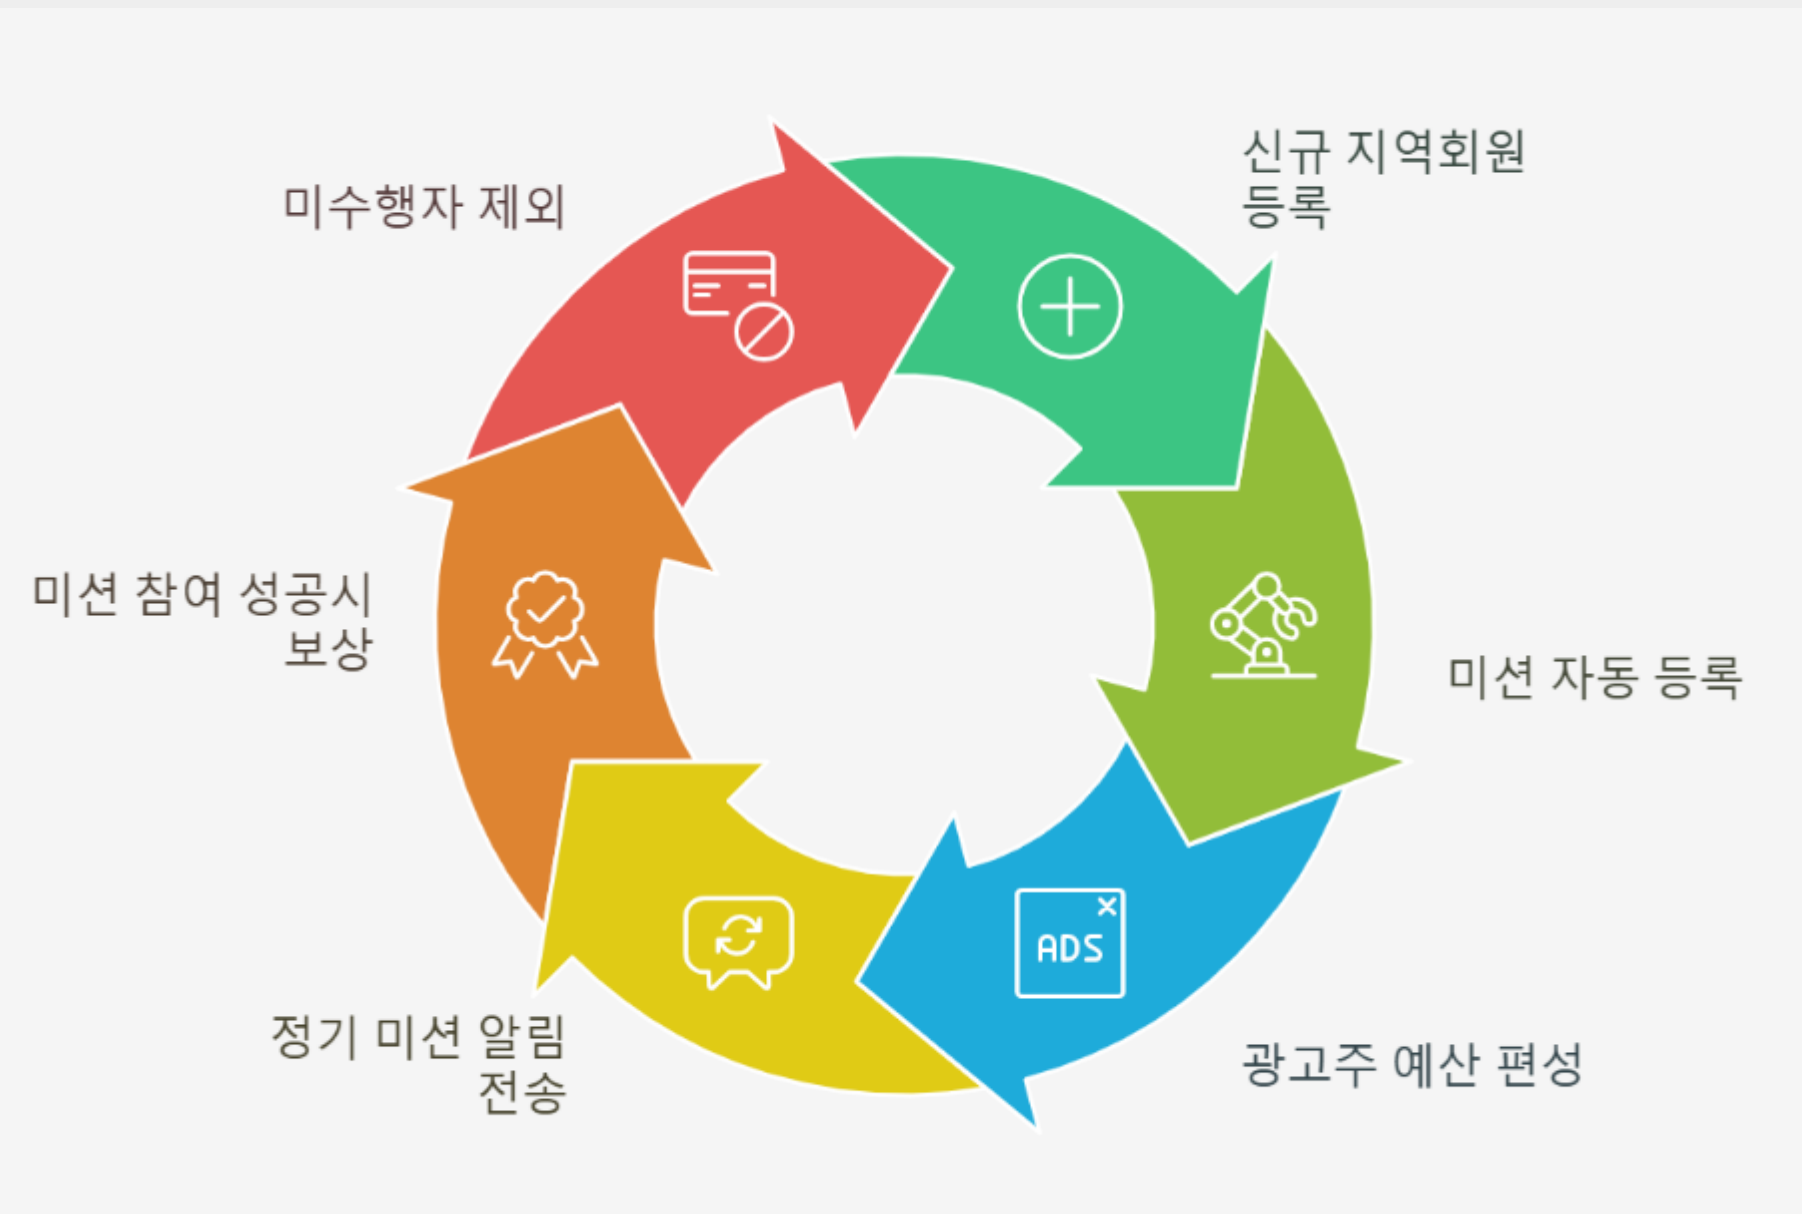 신규 지역회원
등록
미션 자동 등록
ADS
광고주 예산 편성
정기 미션 알림
전송
미션 참여 성공시
보상
미수행자 제외